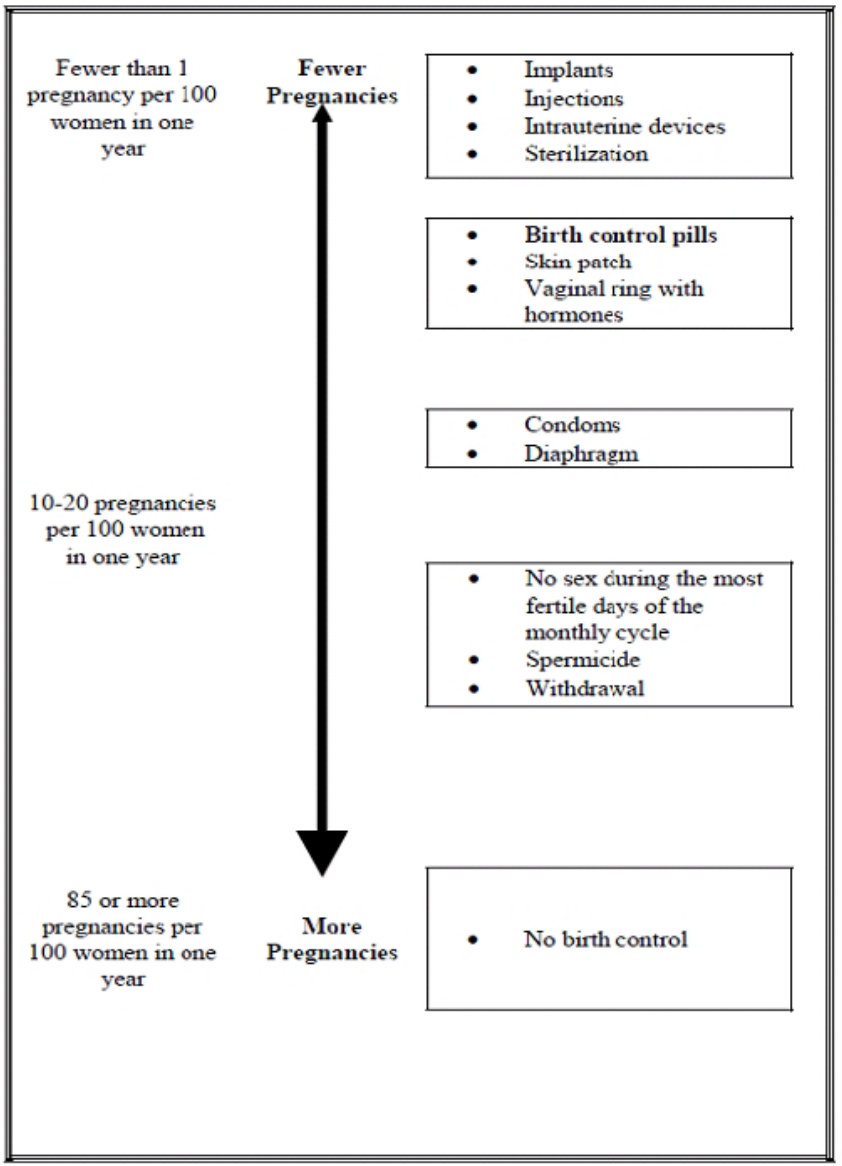 Fewer than 1
pregnancy per 100
women in one
year
Fewer
Pregnancies
• Implants
• Injections
• Intrauterine devices
• Sterilization
• Birth control pills
• Skin patch
• Vaginal ring with
hormones
• Condoms
• Diaphragm
10-20 pregnancies
per 100 women
in one year
• No sex during the most
fertile days of the
monthly cycle
• Spermicide
• Withdrawal
85 or more
pregnancies per
100 women in one
year
More
Pregnancies
• No birth control